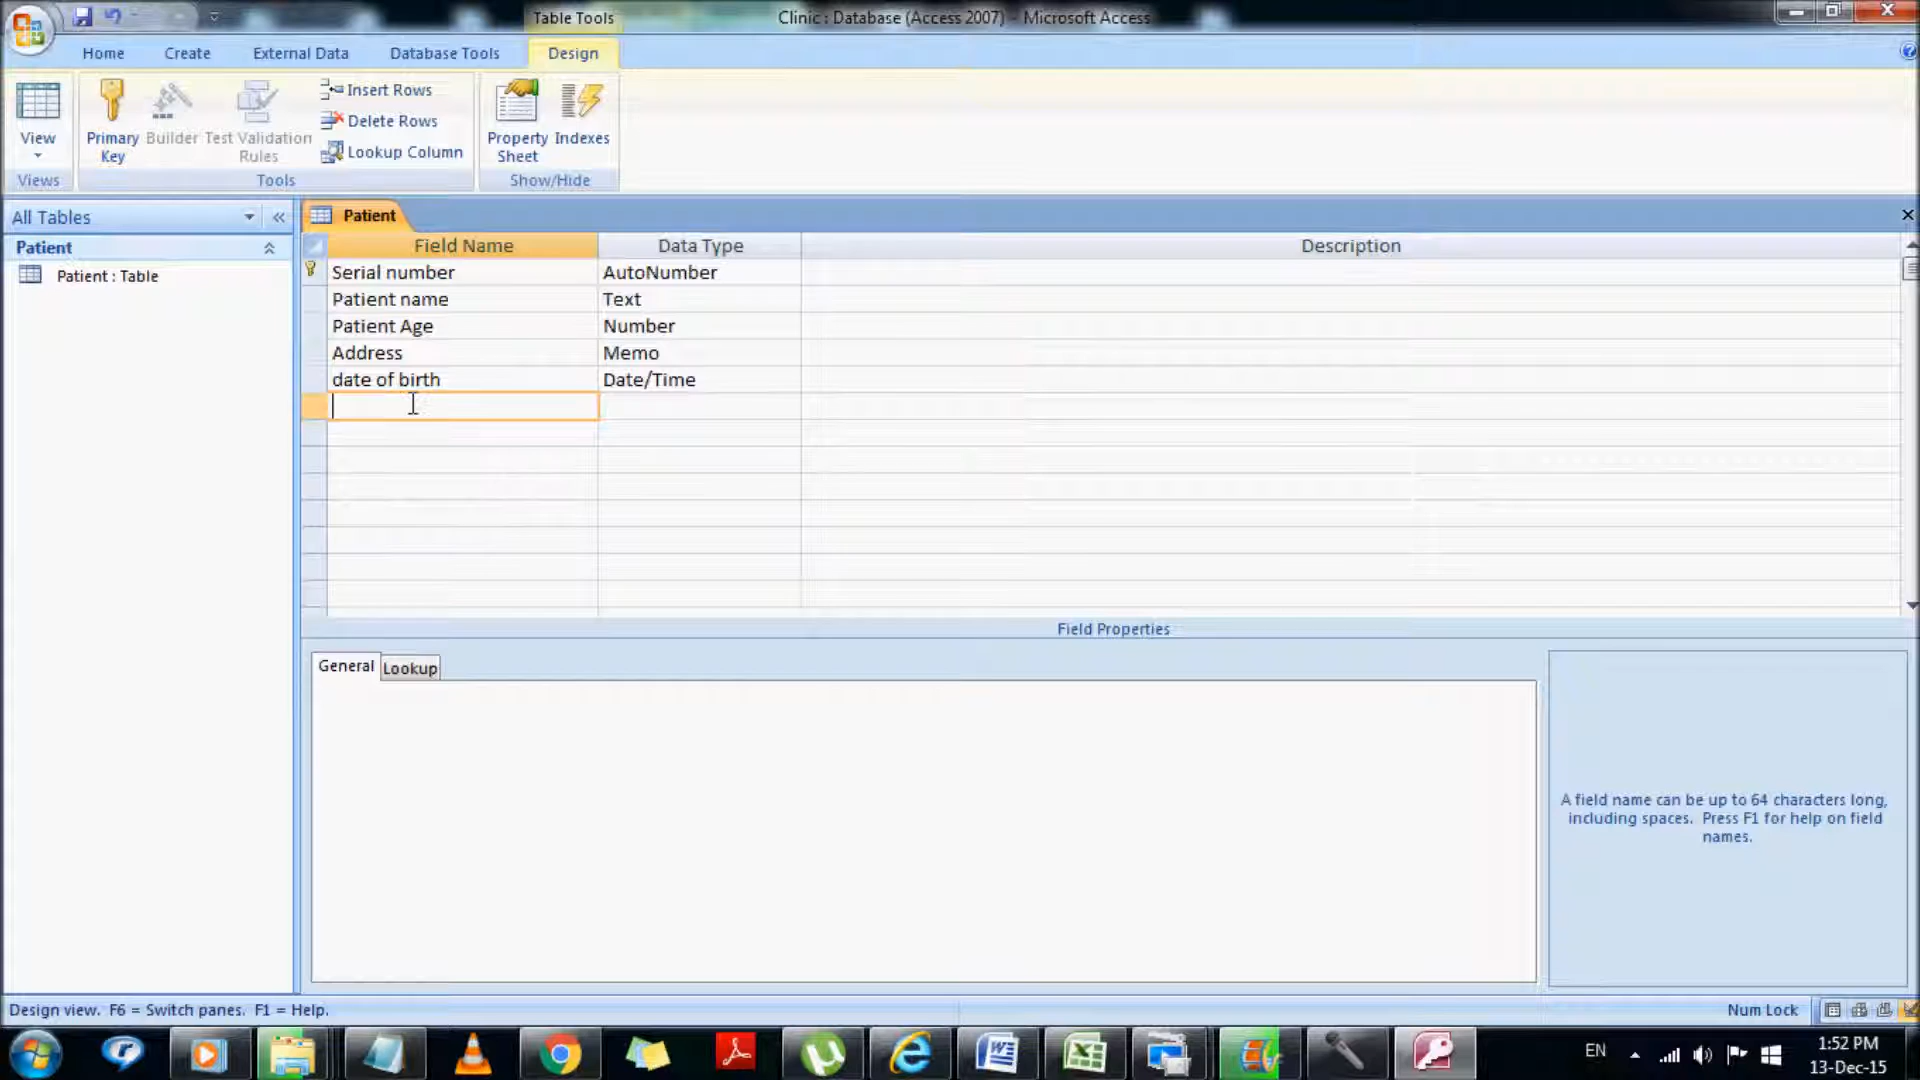 Table Tools
Clinic : Database (Access 2007) - Microsoft Access
Home
Create
External Data
Database Tools
Design
View
Primary Key
Builder
Test Validation Rules
Insert Rows
Delete Rows
Lookup Column
Property Sheet
Indexes
Views
Tools
Show/Hide
All Tables
Patient
Patient : Table
Patient
Field Name
Data Type
Description
Serial number
AutoNumber
Patient name
Text
Patient Age
Number
Address
Memo
date of birth
Date/Time
Field Properties
General
Lookup
A field name can be up to 64 characters long,
including spaces. Press F1 for help on field
names.
Design view. F6 = Switch panes. F1 = Help.
Num Lock
EN
1:52 PM
13-Dec-15